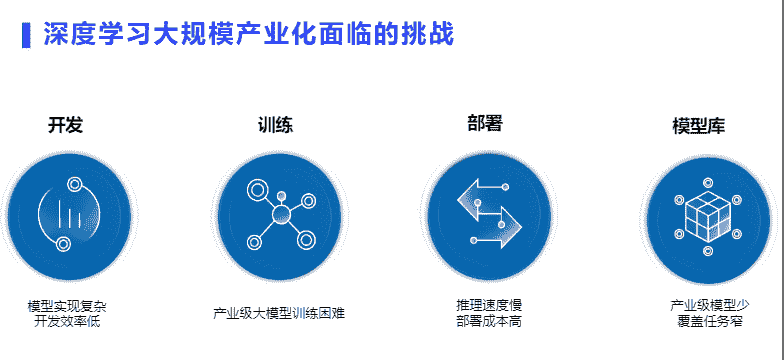 深度学习大规模产业化面临的挑战
开发
训练
部署
模型库
模型实现复杂
开发效率低
产业级大模型训练困难
推理速度慢
部署成本高
产业级模型少
覆盖任务窄